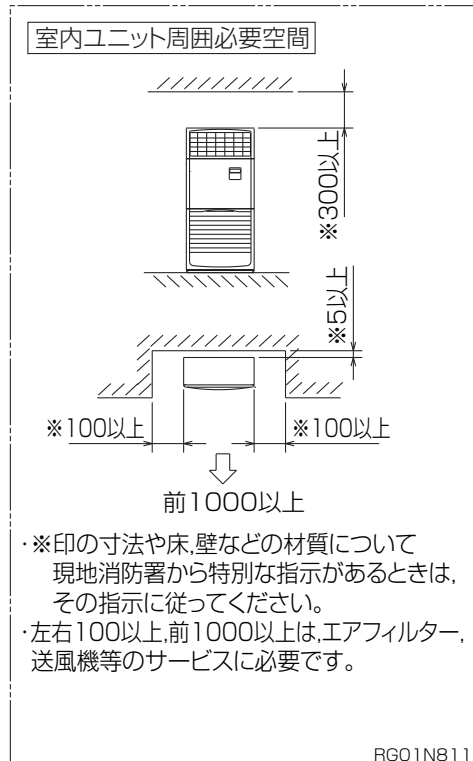 室内ユニット周囲必要空間
※300以上
※5以上
※100以上
※100以上
前1000以上
・※印の寸法や床,壁などの材質について
現地消防署から特別な指示があるときは,
その指示に従ってください。
・左右100以上,前1000以上は,エアフィルター,
送風機等のサービスに必要です。
RG01N811